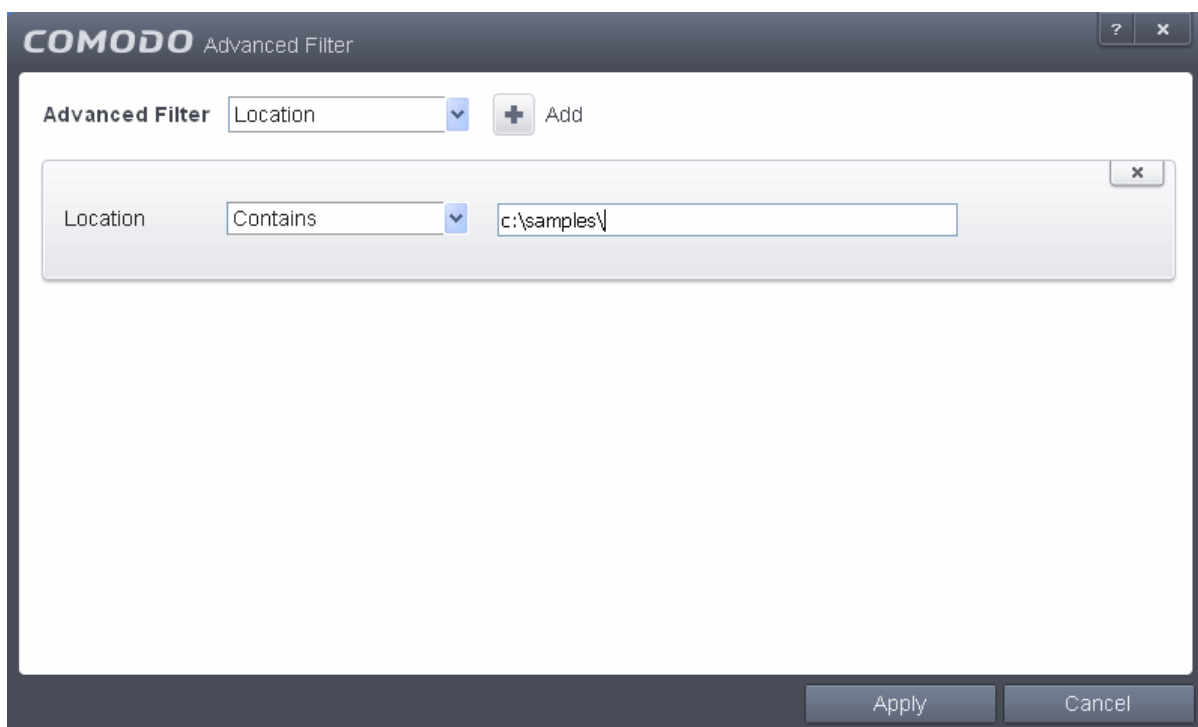 COMODO Advanced Filter ? ×
Advanced Filter Location + Add
×
Location Contains c:\samples\
Apply Cancel